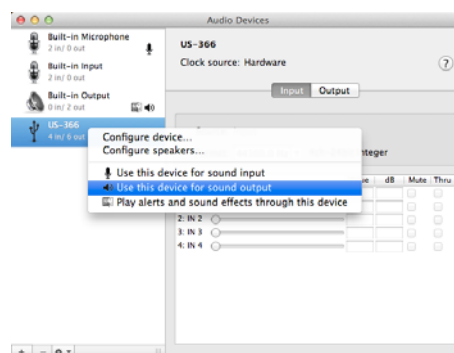 Audio Devices
Built-in Microphone
2 in/ 0 out
Built-in Input
2 in/ 0 out
Built-in Output
0 in/ 2 out
US-366
4 in/ 6 out
US-366
Clock source: Hardware
?
Input Output
Configure device...
Configure speakers...
Use this device for sound input
Use this device for sound output
Play alerts and sound effects through this device
dB Mute Thru
2: IN 2
3: IN 3
4: IN 4